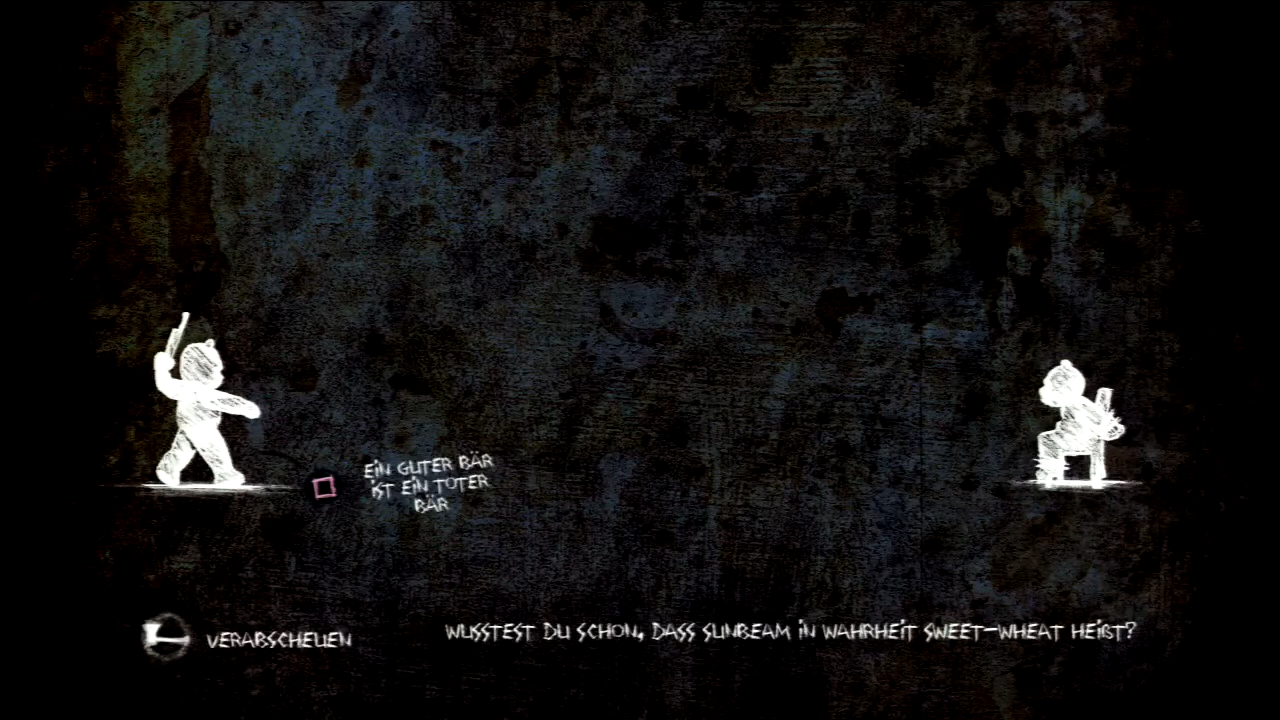 EIN GUTER BÄR
IST EIN TOTER
BÄR
VERABSCHEUEN
WUSSTEST DU SCHON, DASS SUNBEAM IN WAHRHEIT SWEET-WHEAT HEIßT?